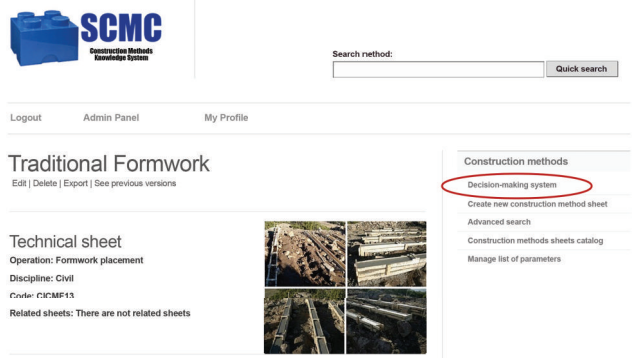 SCMC
Construction Methods
Knowledge System
Search method:
Quick search
Logout Admin Panel My Profile
Traditional Formwork
Edit | Delete | Export | See previous versions
Technical sheet
Operation: Formwork placement
Discipline: Civil
Code: CICMF13
Related sheets: There are not related sheets
Construction methods
Decision-making system
Create new construction method sheet
Advanced search
Construction methods sheets catalog
Manage list of parameters